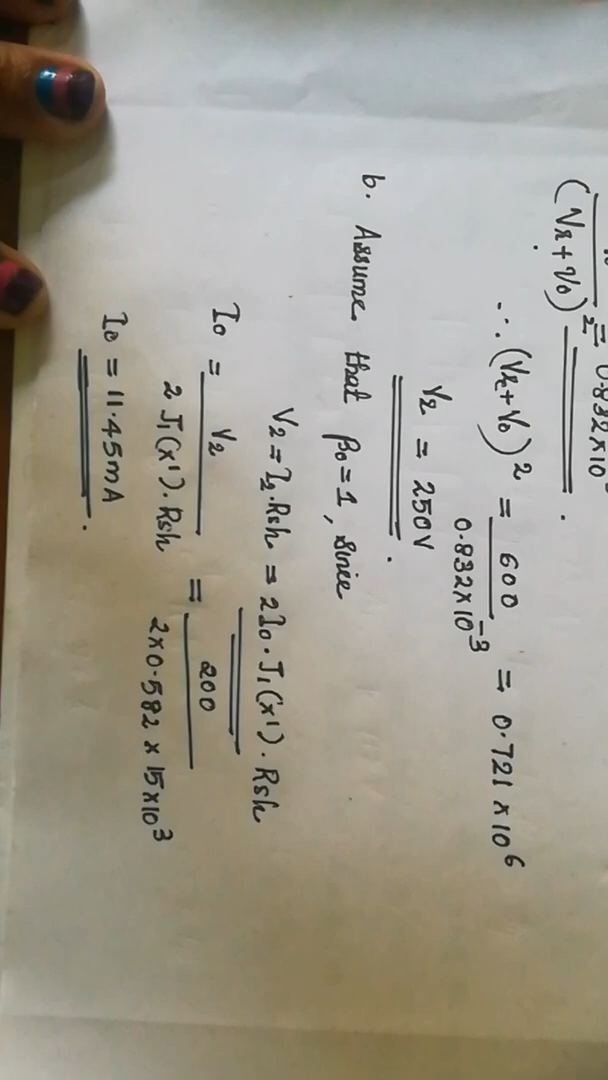 (VR+V0)² = 0.832×10
∴ (VR+V0)² = 600 / 0.832×10⁻³ = 0.721×10⁶
V2 = 250V
b. Assume that β0=1, since
V2 = I2.Rsh = 2I0.J1(X').Rsh
I0 = V2 / 2 J1(X').Rsh = 200 / 2×0.582×15×10³
I0 = 11.45mA